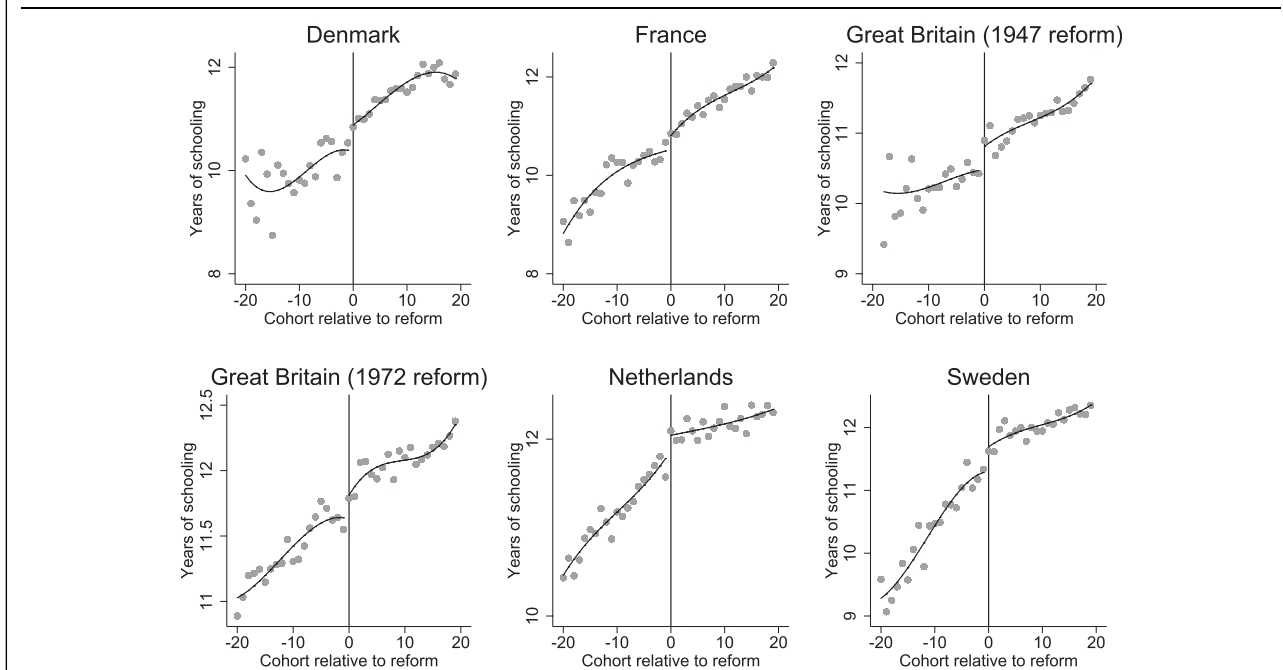 Denmark
Years of schooling
12
10
8
-20 -10 0 10 20
Cohort relative to reform
France
Years of schooling
12
10
8
-20 -10 0 10 20
Cohort relative to reform
Great Britain (1947 reform)
Years of schooling
12
11
10
9
-20 -10 0 10 20
Cohort relative to reform
Great Britain (1972 reform)
Years of schooling
12.5
12
11.5
11
-20 -10 0 10 20
Cohort relative to reform
Netherlands
Years of schooling
12
10
-20 -10 0 10 20
Cohort relative to reform
Sweden
Years of schooling
12
11
10
9
-20 -10 0 10 20
Cohort relative to reform